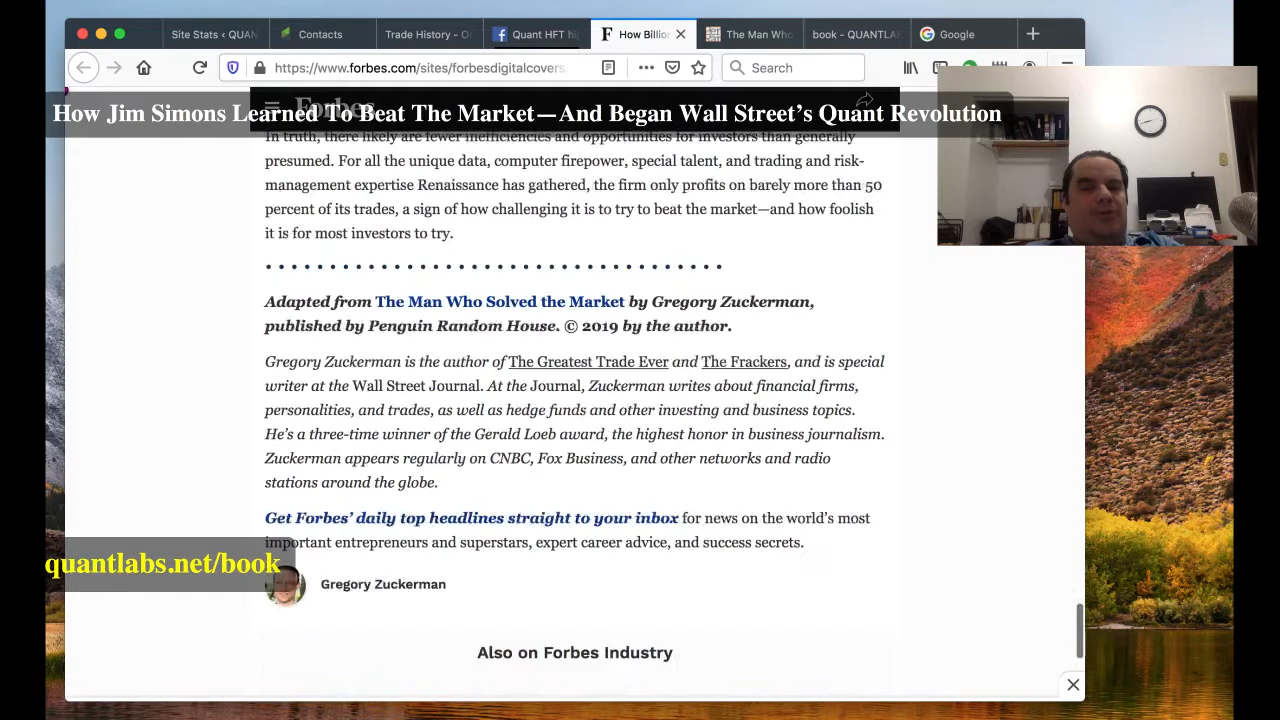 Site Stats ‹ QUAN
Contacts
Trade History - O
Quant HFT hi
How Billion
The Man Who
book - QUANTLAB
Google
https://www.forbes.com/sites/forbesdigitalcovers
Search
Forbes
How Jim Simons Learned To Beat The Market—And Began Wall Street's Quant Revolution
In truth, there likely are fewer inefficiencies and opportunities for investors than generally
presumed. For all the unique data, computer firepower, special talent, and trading and risk-
management expertise Renaissance has gathered, the firm only profits on barely more than 50
percent of its trades, a sign of how challenging it is to try to beat the market—and how foolish
it is for most investors to try.
Adapted from The Man Who Solved the Market by Gregory Zuckerman,
published by Penguin Random House. © 2019 by the author.
Gregory Zuckerman is the author of The Greatest Trade Ever and The Frackers, and is special
writer at the Wall Street Journal. At the Journal, Zuckerman writes about financial firms,
personalities, and trades, as well as hedge funds and other investing and business topics.
He's a three-time winner of the Gerald Loeb award, the highest honor in business journalism.
Zuckerman appears regularly on CNBC, Fox Business, and other networks and radio
stations around the globe.
Get Forbes' daily top headlines straight to your inbox for news on the world's most
important entrepreneurs and superstars, expert career advice, and success secrets.
quantlabs.net/book
Gregory Zuckerman
Also on Forbes Industry